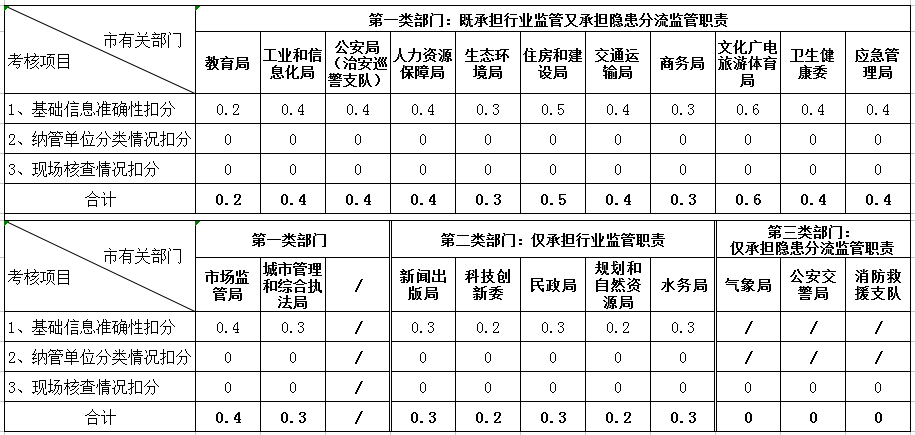 第一类部门：既承担行业监管又承担隐患分流监管职责
市有关部门
考核项目
教育局 工业和信息化局 公安局（治安巡警支队） 人力资源保障局 生态环境局 住房和建设局 交通运输局 商务局 文化广电旅游体育局 卫生健康委 应急管理局
1、基础信息准确性扣分 0.2 0.4 0.4 0.4 0.3 0.5 0.4 0.3 0.6 0.4 0.4
2、纳管单位分类情况扣分 0 0 0 0 0 0 0 0 0 0 0
3、现场核查情况扣分 0 0 0 0 0 0 0 0 0 0 0
合计 0.2 0.4 0.4 0.4 0.3 0.5 0.4 0.3 0.6 0.4 0.4
市有关部门
考核项目
第一类部门 第二类部门：仅承担行业监管职责 第三类部门：仅承担隐患分流监管职责
市场监管局 城市管理和综合执法局 / 新闻出版局 科技创新委 民政局 规划和自然资源局 水务局 气象局 公安交警局 消防救援支队
1、基础信息准确性扣分 0.4 0.3 / 0.3 0.2 0.3 0.2 0.3 / / /
2、纳管单位分类情况扣分 0 0 / 0 0 0 0 0 / / /
3、现场核查情况扣分 0 0 / 0 0 0 0 0 0 0 0
合计 0.4 0.3 / 0.3 0.2 0.3 0.2 0.3 0 0 0